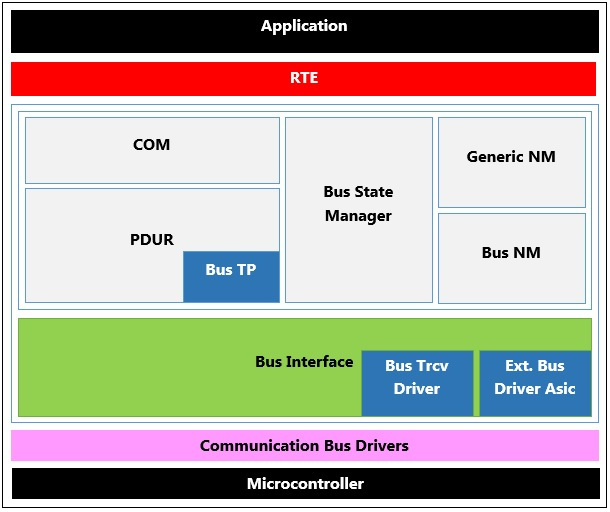 Application
RTE
COM
PDUR
Bus TP
Bus State
Manager
Generic NM
Bus NM
Bus Interface
Bus Trcv
Driver
Ext. Bus
Driver Asic
Communication Bus Drivers
Microcontroller